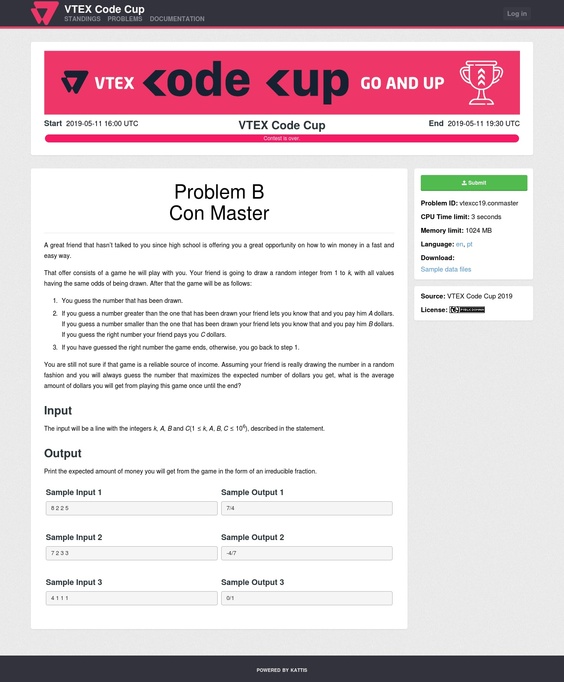 VTEX Code Cup
STANDINGS PROBLEMS DOCUMENTATION
Log in
VTEX code cup GO AND UP
Start 2019-05-11 16:00 UTC
VTEX Code Cup
End 2019-05-11 19:30 UTC
Contest is over.
Problem B
Con Master
A great friend that hasn't talked to you since high school is offering you a great opportunity on how to win money in a fast and
easy way.
That offer consists of a game he will play with you. Your friend is going to draw a random integer from 1 to k, with all values
having the same odds of being drawn. After that the game will be as follows:
1. You guess the number that has been drawn.
2. If you guess a number greater than the one that has been drawn your friend lets you know that and you pay him A dollars.
If you guess a number smaller than the one that has been drawn your friend lets you know that and you pay him B dollars.
If you guess the right number your friend pays you C dollars.
3. If you have guessed the right number the game ends, otherwise, you go back to step 1.
You are still not sure if that game is a reliable source of income. Assuming your friend is really drawing the number in a random
fashion and you will always guess the number that maximizes the expected number of dollars you get, what is the average
amount of dollars you will get from playing this game once until the end?
Input
The input will be a line with the integers k, A, B and C(1 ≤ k, A, B, C ≤ 10⁶), described in the statement.
Output
Print the expected amount of money you will get from the game in the form of an irreducible fraction.
Sample Input 1
Sample Output 1
8 2 2 5
7/4
Sample Input 2
Sample Output 2
7 2 3 3
-4/7
Sample Input 3
Sample Output 3
4 1 1 1
0/1
Submit
Problem ID: vtexcc19.conmaster
CPU Time limit: 3 seconds
Memory limit: 1024 MB
Language: en, pt
Download:
Sample data files
Source: VTEX Code Cup 2019
License:
POWERED BY KATTIS